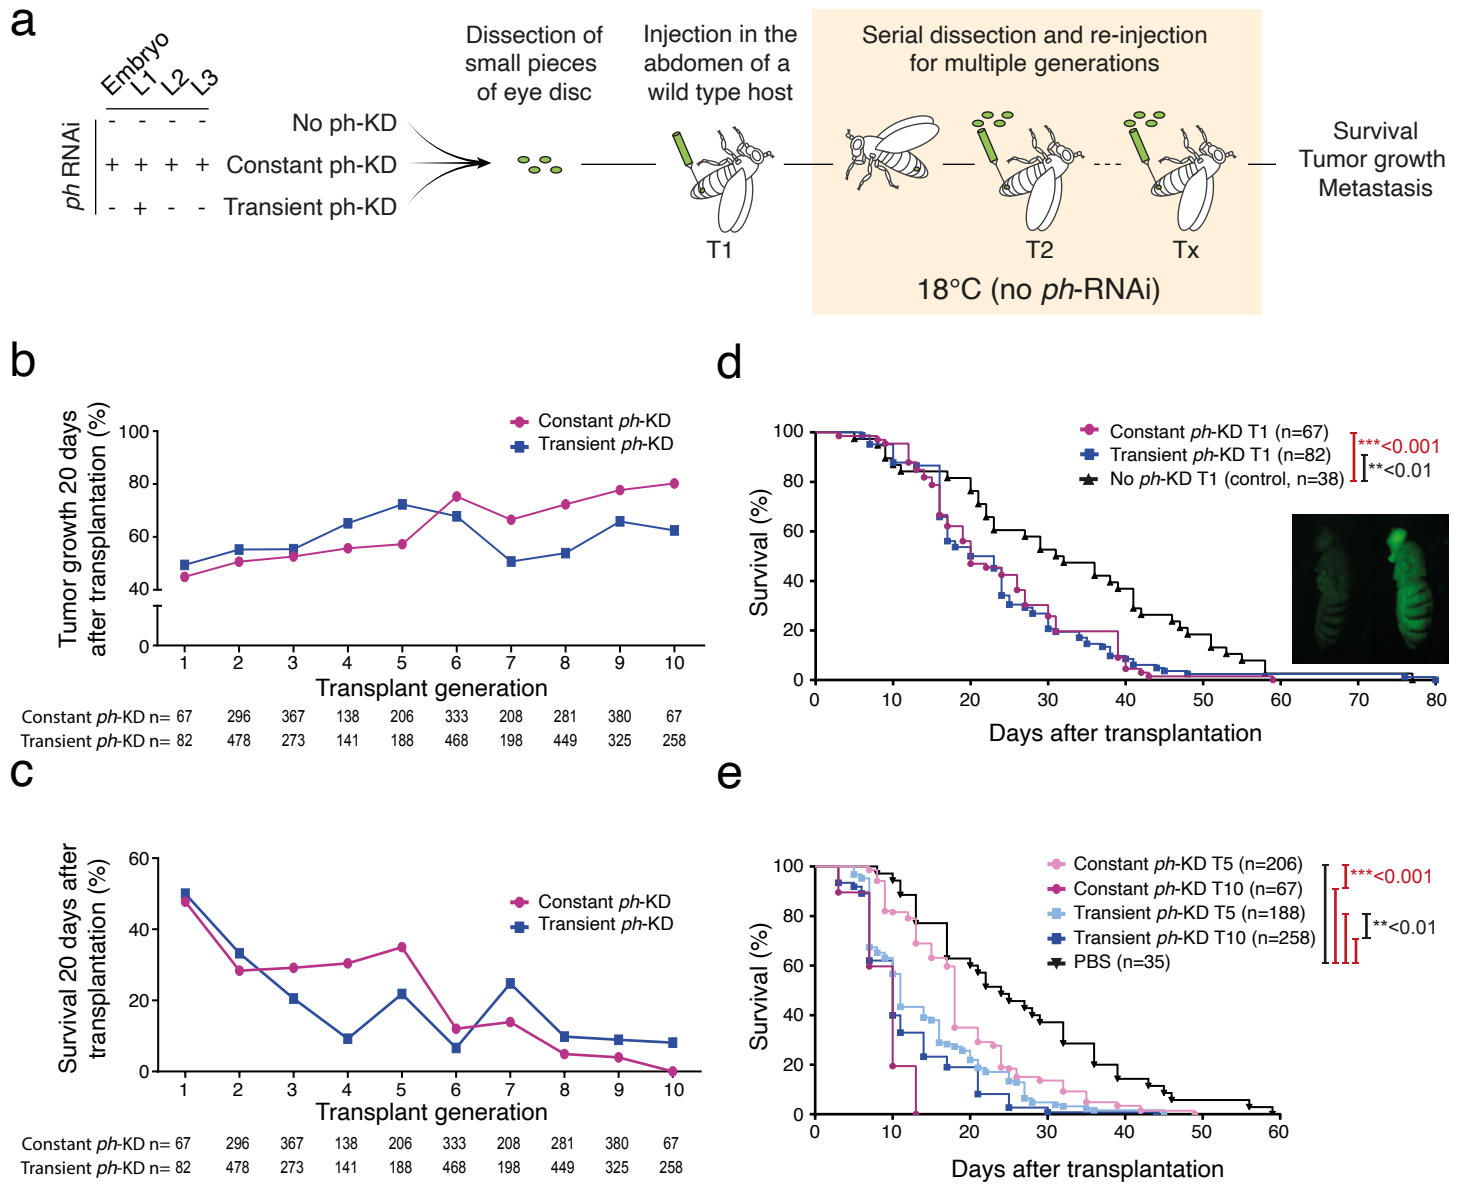 a
Embryo
L1
L2
L3
ph RNAi
- - - -
+ + + +
- + - -
No ph-KD
Constant ph-KD
Transient ph-KD
Dissection of
small pieces
of eye disc
Injection in the
abdomen of a
wild type host
T1
Serial dissection and re-injection
for multiple generations
T2
Tx
18°C (no ph-RNAi)
Survival
Tumor growth
Metastasis
b
Tumor growth 20 days
after transplantation (%)
100
80
60
40
0
Constant ph-KD
Transient ph-KD
1 2 3 4 5 6 7 8 9 10
Transplant generation
Constant ph-KD n= 67 296 367 138 206 333 208 281 380 67
Transient ph-KD n= 82 478 273 141 188 468 198 449 325 258
c
Survival 20 days after
transplantation (%)
60
40
20
0
Constant ph-KD
Transient ph-KD
1 2 3 4 5 6 7 8 9 10
Transplant generation
Constant ph-KD n= 67 296 367 138 206 333 208 281 380 67
Transient ph-KD n= 82 478 273 141 188 468 198 449 325 258
d
Survival (%)
100
80
60
40
20
0
Constant ph-KD T1 (n=67)
Transient ph-KD T1 (n=82)
No ph-KD T1 (control, n=38)
***<0.001
**<0.01
0 10 20 30 40 50 60 70 80
Days after transplantation
e
Survival (%)
100
80
60
40
20
0
Constant ph-KD T5 (n=206)
Constant ph-KD T10 (n=67)
Transient ph-KD T5 (n=188)
Transient ph-KD T10 (n=258)
PBS (n=35)
***<0.001
**<0.01
0 10 20 30 40 50 60
Days after transplantation